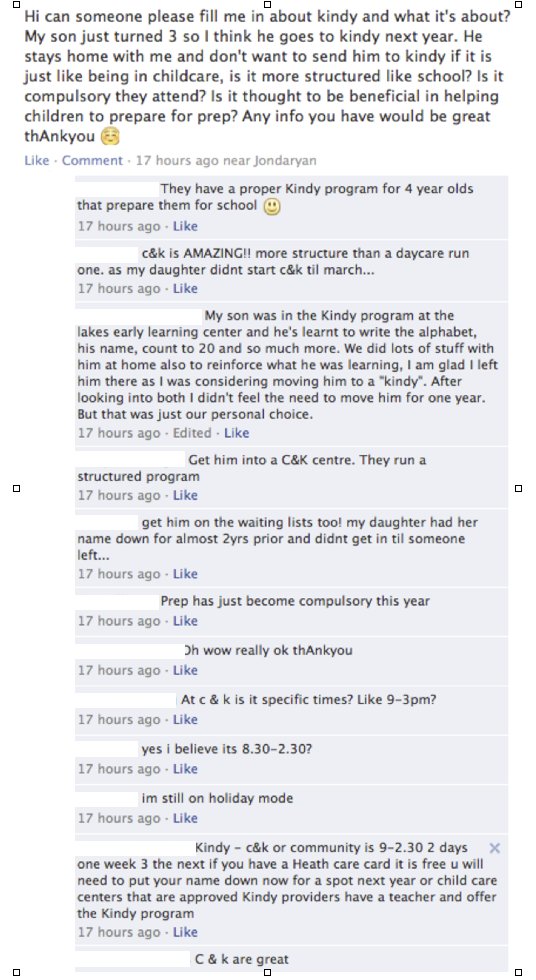 Hi can someone please fill me in about kindy and what it's about?
My son just turned 3 so I think he goes to kindy next year. He
stays home with me and don't want to send him to kindy if it is
just like being in childcare, is it more structured like school? Is it
compulsory they attend? Is it thought to be beneficial in helping
children to prepare for prep? Any info you have would be great
thAnkyou
Like · Comment · 17 hours ago near Jondaryan
They have a proper Kindy program for 4 year olds
that prepare them for school
17 hours ago · Like
c&k is AMAZING!! more structure than a daycare run
one. as my daughter didnt start c&k til march...
17 hours ago · Like
My son was in the Kindy program at the
lakes early learning center and he's learnt to write the alphabet,
his name, count to 20 and so much more. We did lots of stuff with
him at home also to reinforce what he was learning, I am glad I left
him there as I was considering moving him to a "kindy". After
looking into both I didn't feel the need to move him for one year.
But that was just our personal choice.
17 hours ago · Edited · Like
Get him into a C&K centre. They run a
structured program
17 hours ago · Like
get him on the waiting lists too! my daughter had her
name down for almost 2yrs prior and didnt get in til someone
left...
17 hours ago · Like
Prep has just become compulsory this year
17 hours ago · Like
Oh wow really ok thAnkyou
17 hours ago · Like
At c & k is it specific times? Like 9-3pm?
17 hours ago · Like
yes i believe its 8.30-2.30?
17 hours ago · Like
im still on holiday mode
17 hours ago · Like
Kindy - c&k or community is 9-2.30 2 days
one week 3 the next if you have a Heath care card it is free u will
need to put your name down now for a spot next year or child care
centers that are approved Kindy providers have a teacher and offer
the Kindy program
17 hours ago · Like
C & k are great